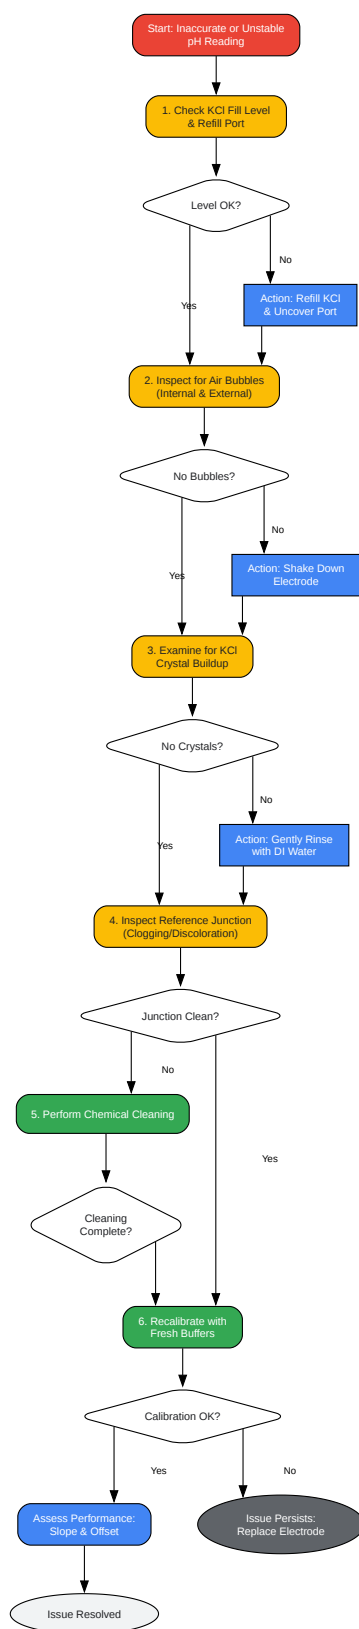 Start: Inaccurate or Unstable
pH Reading
1. Check KCl Fill Level
& Refill Port
Level OK?
No
Yes
Action: Refill KCl
& Uncover Port
2. Inspect for Air Bubbles
(Internal & External)
No Bubbles?
No
Yes
Action: Shake Down
Electrode
3. Examine for KCl
Crystal Buildup
No Crystals?
No
Yes
Action: Gently Rinse
with DI Water
4. Inspect Reference Junction
(Clogging/Discoloration)
Junction Clean?
No
5. Perform Chemical Cleaning
Yes
Cleaning
Complete?
6. Recalibrate with
Fresh Buffers
Calibration OK?
Yes
No
Assess Performance:
Slope & Offset
Issue Persists:
Replace Electrode
Issue Resolved